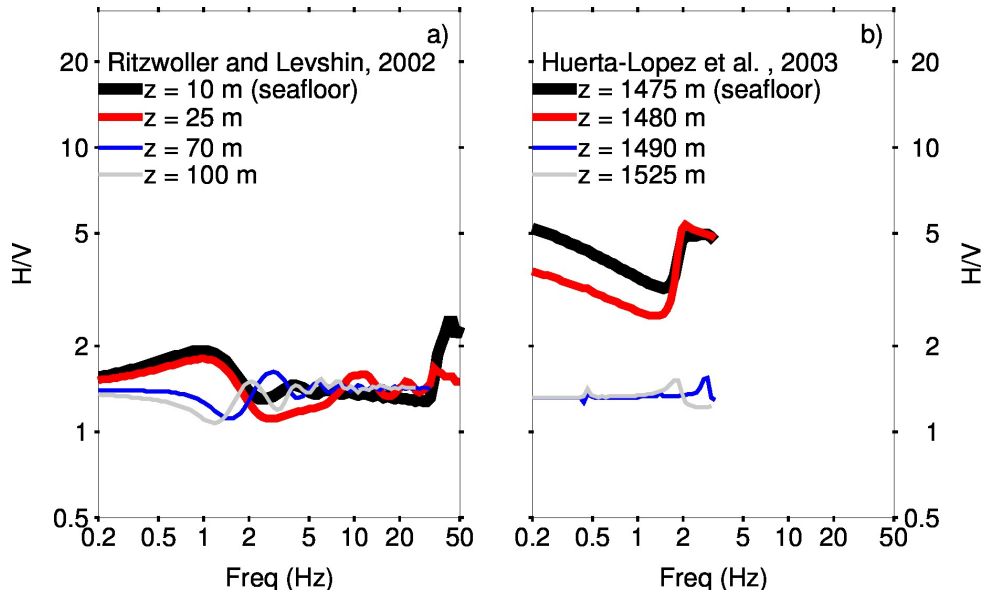 a)
Ritzwoller and Levshin, 2002
z = 10 m (seafloor)
z = 25 m
z = 70 m
z = 100 m
20
10
5
2
1
0.5
H/V
0.2 0.5 1 2 5 10 20 50
Freq (Hz)
b)
Huerta-Lopez et al. , 2003
z = 1475 m (seafloor)
z = 1480 m
z = 1490 m
z = 1525 m
20
10
5
2
1
0.5
H/V
0.2 0.5 1 2 5 10 20 50
Freq (Hz)